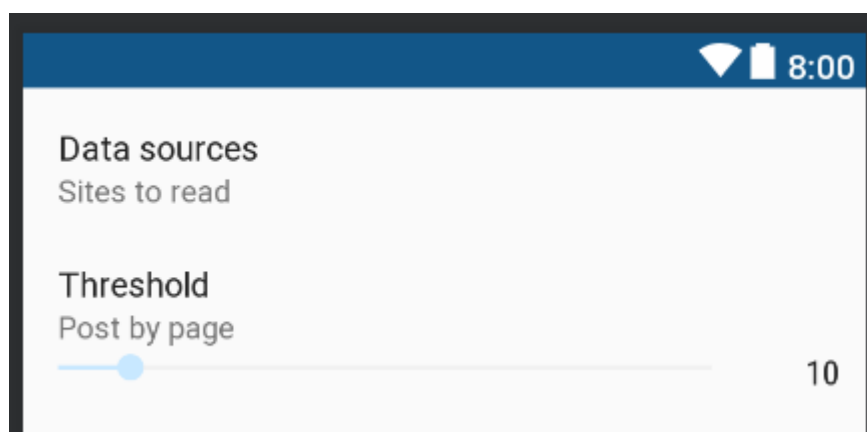 8:00
Data sources
Sites to read
Threshold
Post by page
10